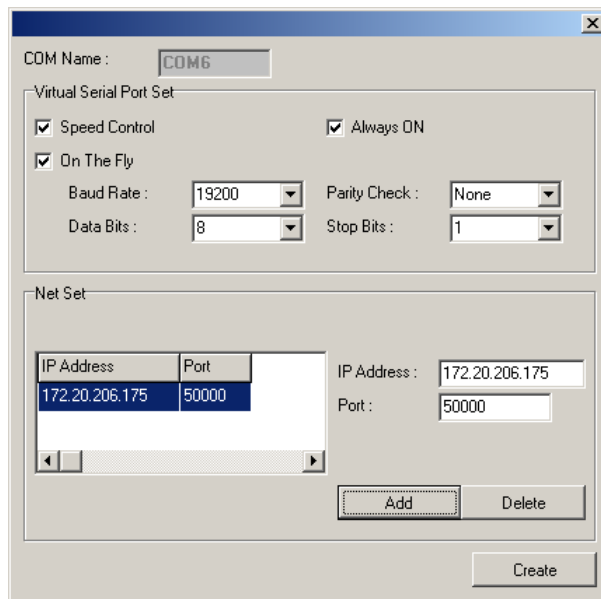 COM Name : COM6
Virtual Serial Port Set
Speed Control Always ON
On The Fly
Baud Rate : 19200 Parity Check : None
Data Bits : 8 Stop Bits : 1
Net Set
IP Address Port
172.20.206.175 50000
IP Address : 172.20.206.175
Port : 50000
Add Delete
Create